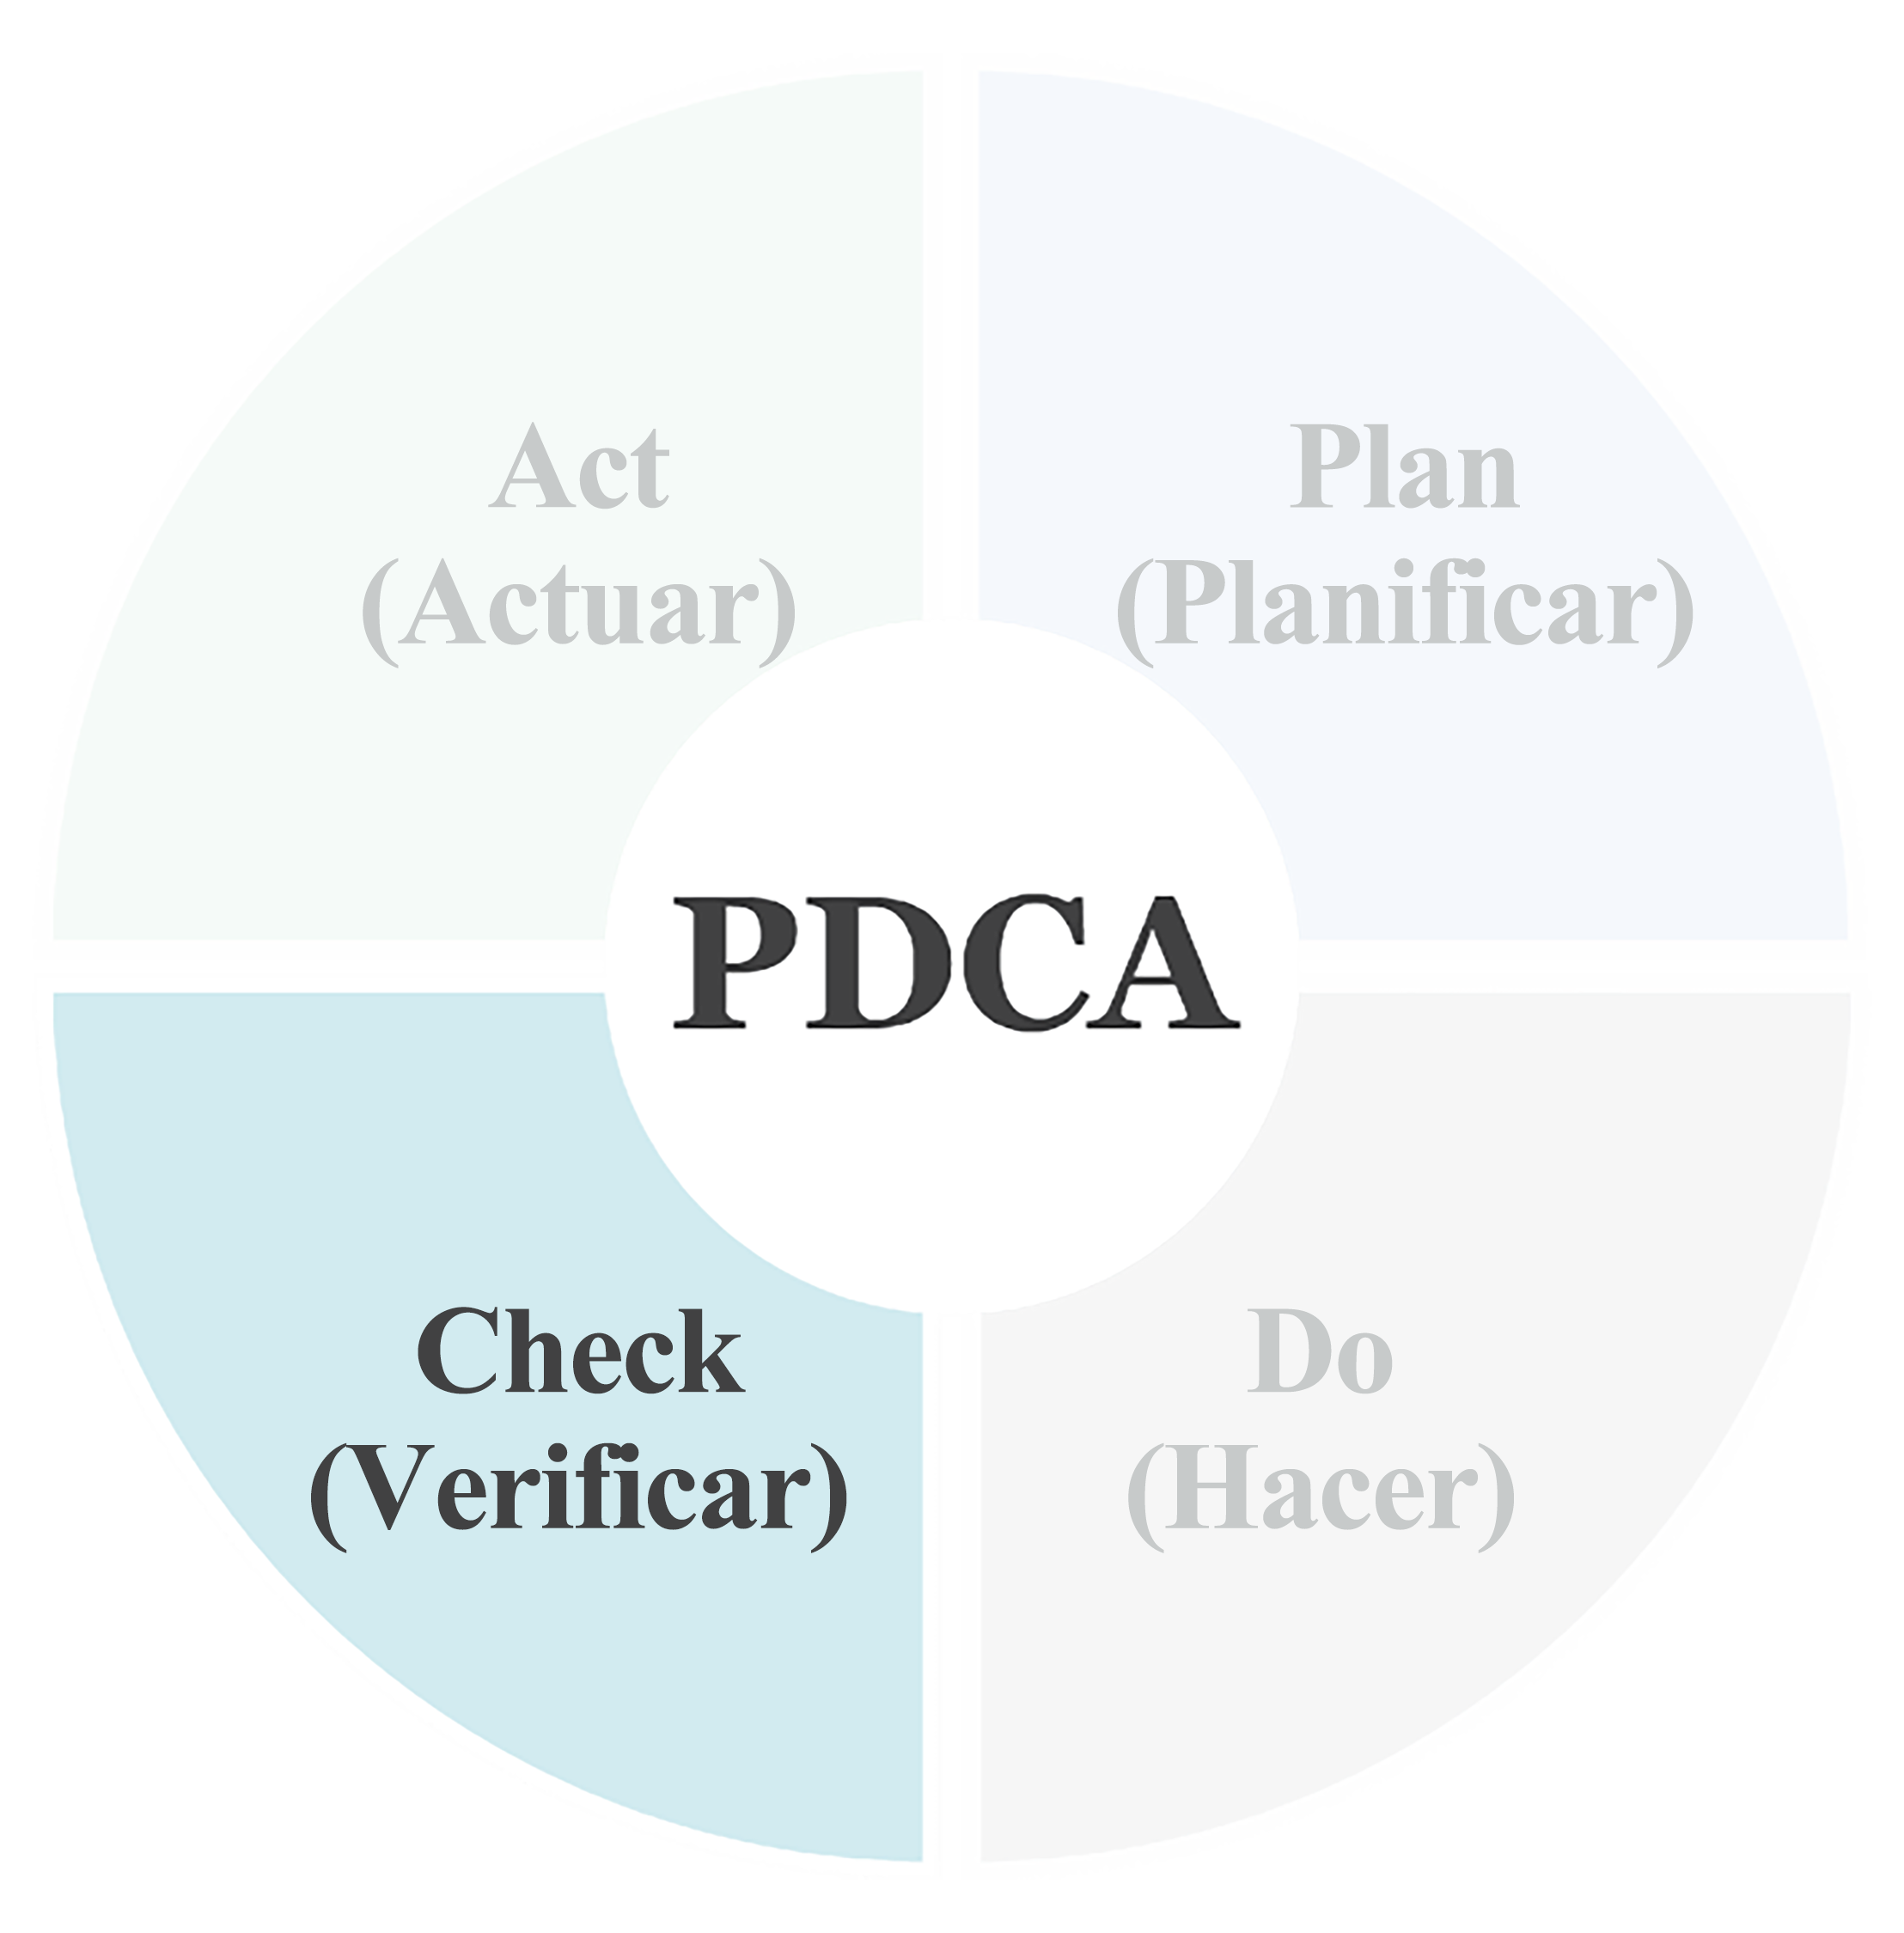 Act
(Actuar)
Plan
(Planificar)
PDCA
Check
(Verificar)
Do
(Hacer)